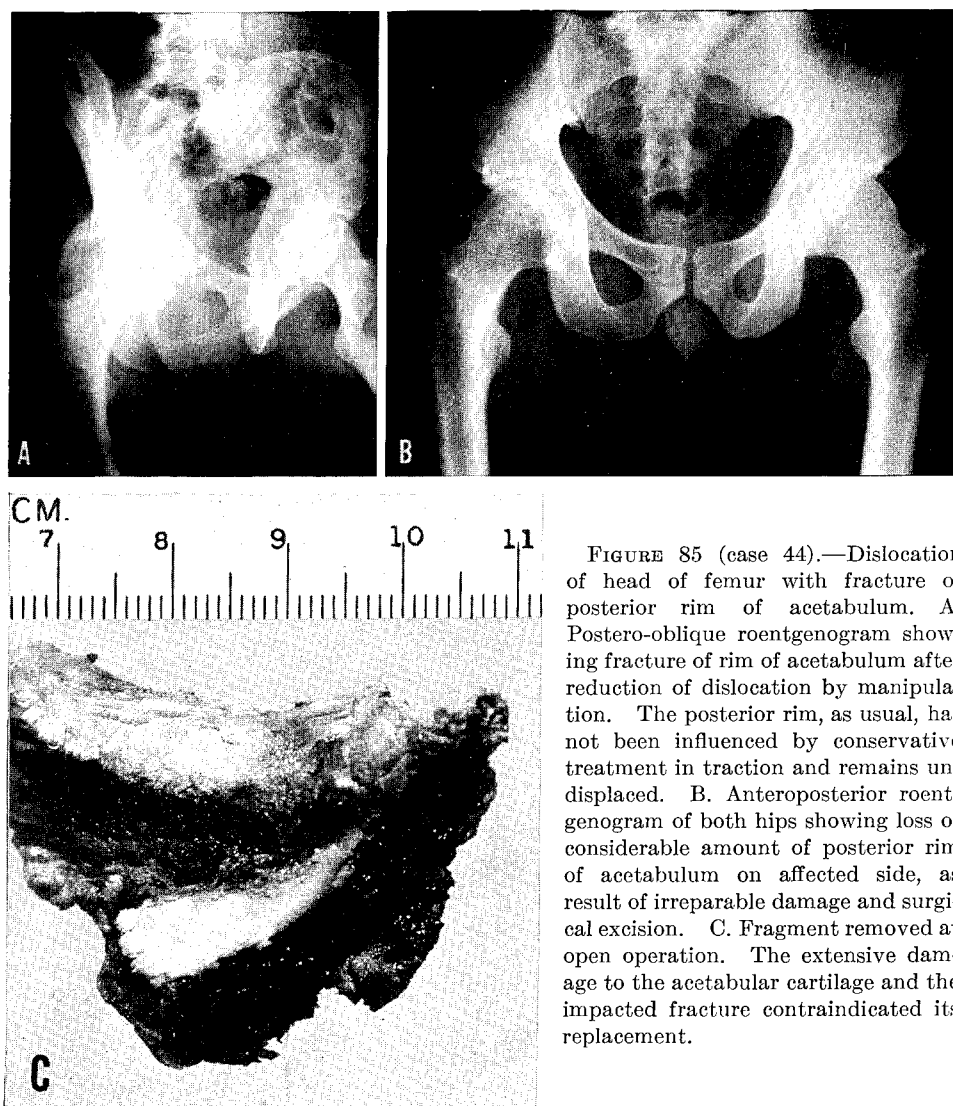 A
B
CM.
7 8 9 10 11
C
FIGURE 85 (case 44).—Dislocation
of head of femur with fracture o
posterior rim of acetabulum. A
Postero-oblique roentgenogram show
ing fracture of rim of acetabulum afte
reduction of dislocation by manipula
tion. The posterior rim, as usual, ha
not been influenced by conservativ
treatment in traction and remains un
displaced. B. Anteroposterior roent
genogram of both hips showing loss o
considerable amount of posterior rim
of acetabulum on affected side, as
result of irreparable damage and surgi
cal excision. C. Fragment removed at
open operation. The extensive dam
age to the acetabular cartilage and the
impacted fracture contraindicated its
replacement.